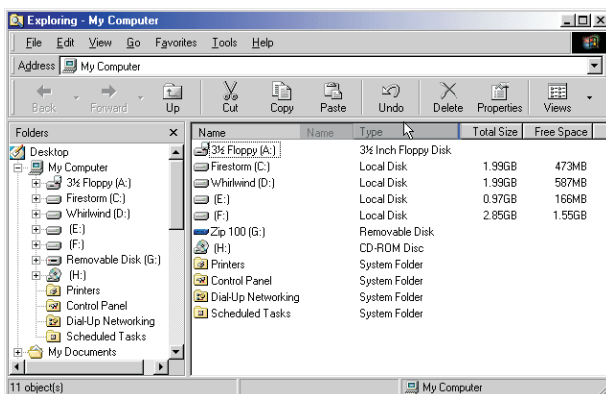 Exploring - My Computer
File Edit View Go Favorites Tools Help
Address My Computer
Back Forward Up Cut Copy Paste Undo Delete Properties Views
Folders
Desktop
My Computer
3½ Floppy (A:)
Firestorm (C:)
Whirlwind (D:)
(E:)
(F:)
Removable Disk (G:)
(H:)
Printers
Control Panel
Dial-Up Networking
Scheduled Tasks
My Documents
Name Name Type Total Size Free Space
3½ Floppy (A:) 3½ Inch Floppy Disk
Firestorm (C:) Local Disk 1.99GB 473MB
Whirlwind (D:) Local Disk 1.99GB 587MB
(E:) Local Disk 0.97GB 166MB
(F:) Local Disk 2.85GB 1.55GB
Zip 100 (G:) Removable Disk
(H:) CD-ROM Disc
Printers System Folder
Control Panel System Folder
Dial-Up Networking System Folder
Scheduled Tasks System Folder
11 object(s) My Computer